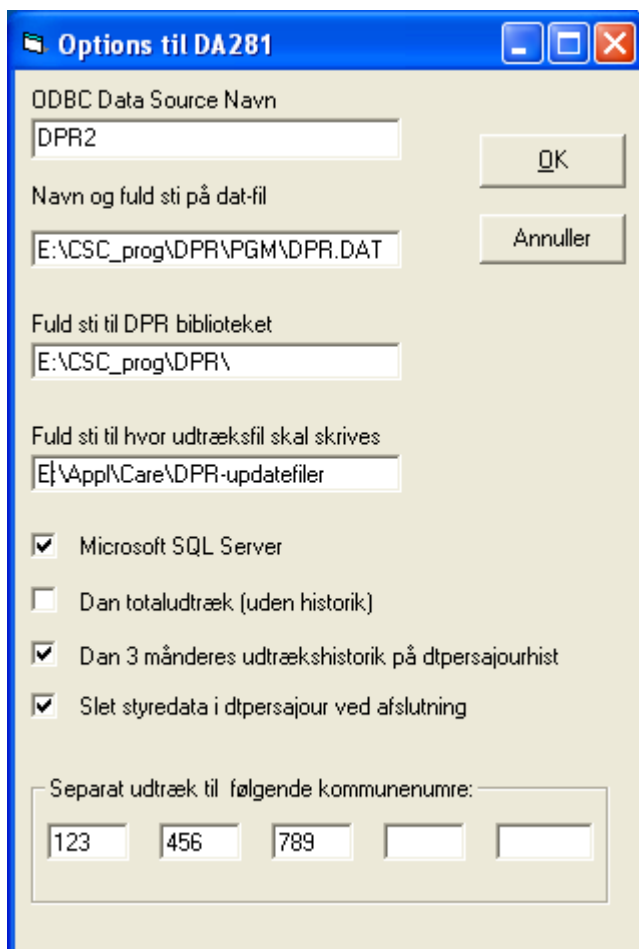 Options til DA281
ODBC Data Source Navn
DPR2
OK
Navn og fuld sti på dat-fil
E:\CSC_prog\DPR\PGM\DPR.DAT
Annuller
Fuld sti til DPR biblioteket
E:\CSC_prog\DPR\
Fuld sti til hvor udtræksfil skal skrives
E:\Appl\Care\DPR-updatefiler
Microsoft SQL Server
Dan totaludtræk (uden historik)
Dan 3 månderes udtrækshistorik på dtpersajourhist
Slet styredata i dtpersajour ved afslutning
Separat udtræk til følgende kommunenumre:
123 456 789